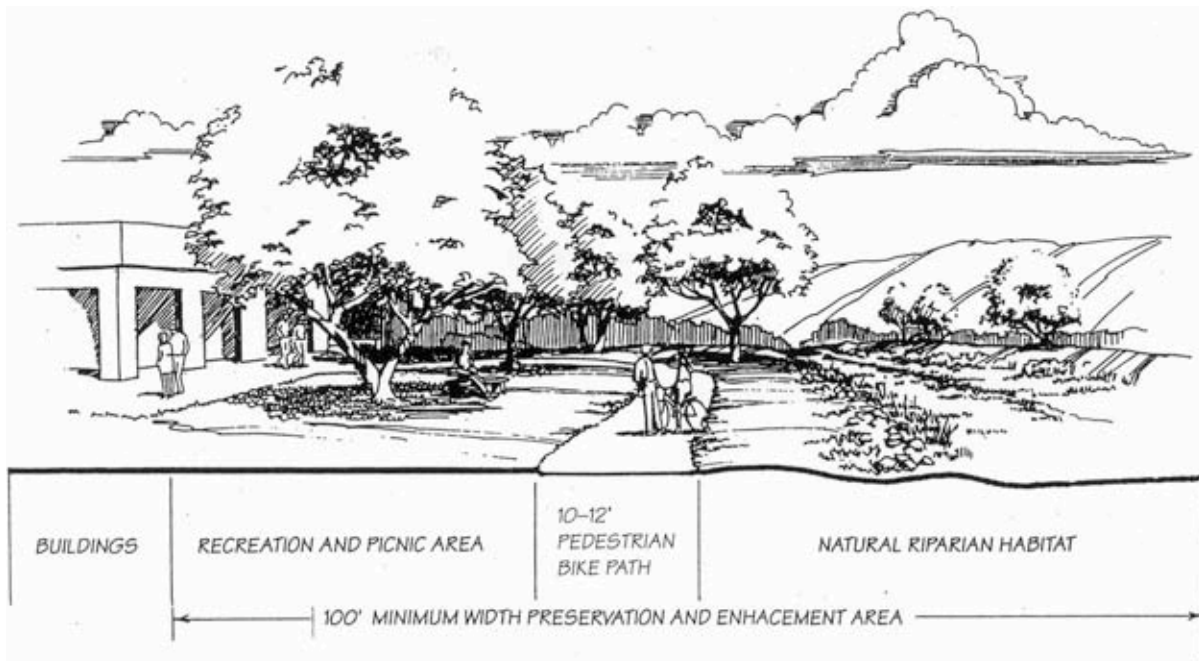 BUILDINGS
RECREATION AND PICNIC AREA
10–12'
PEDESTRIAN
BIKE PATH
NATURAL RIPARIAN HABITAT
100' MINIMUM WIDTH PRESERVATION AND ENHACEMENT AREA